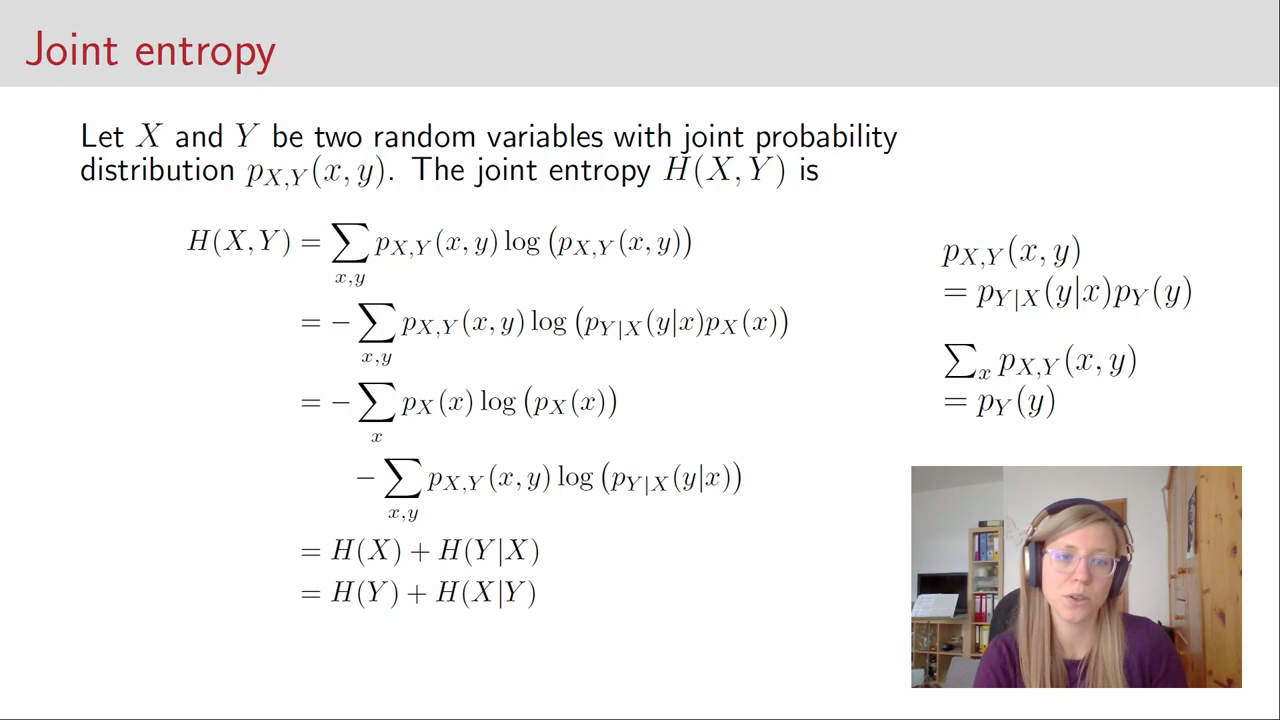 Joint entropy
Let X and Y be two random variables with joint probability
distribution p_{X,Y}(x, y). The joint entropy H(X, Y) is
H(X, Y) = ∑_{x,y} p_{X,Y}(x, y) log (p_{X,Y}(x, y))
= − ∑_{x,y} p_{X,Y}(x, y) log (p_{Y|X}(y|x)p_X(x))
= − ∑_x p_X(x) log (p_X(x))
− ∑_{x,y} p_{X,Y}(x, y) log (p_{Y|X}(y|x))
= H(X) + H(Y|X)
= H(Y) + H(X|Y)
p_{X,Y}(x, y)
= p_{Y|X}(y|x)p_Y(y)
∑_x p_{X,Y}(x, y)
= p_Y(y)